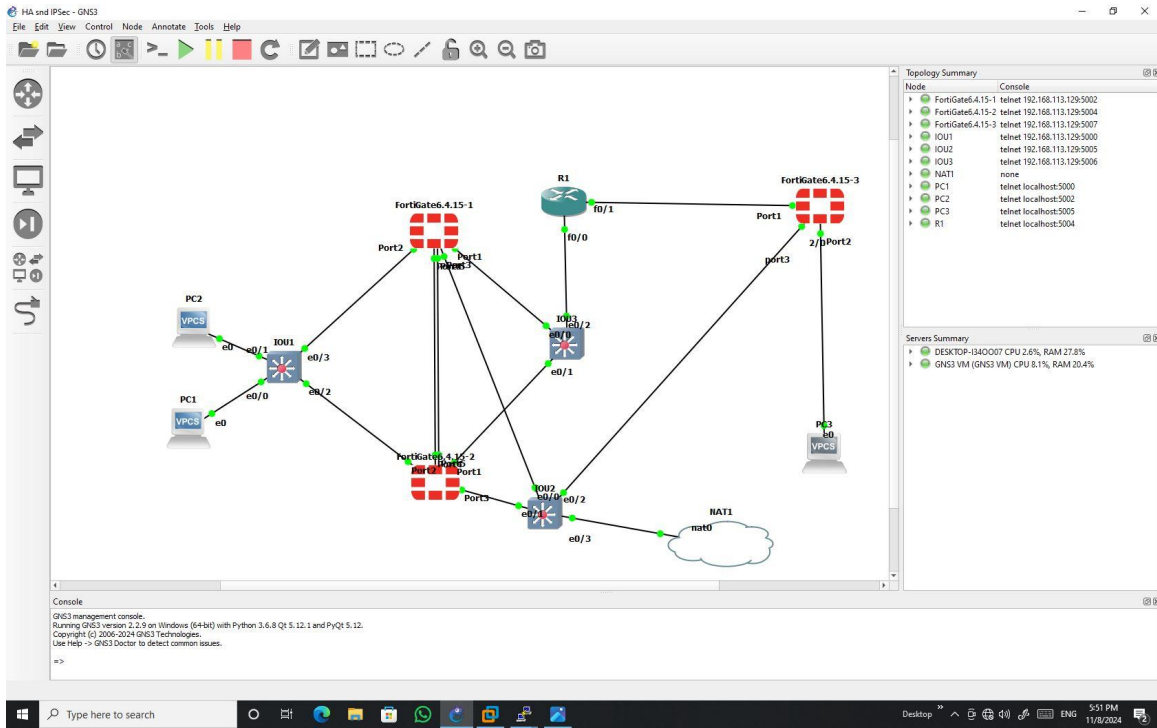 HA snd IPSec - GNS3
File Edit View Control Node Annotate Tools Help
Topology Summary
Node Console
FortiGate6.4.15-1 telnet 192.168.113.129:5002
FortiGate6.4.15-2 telnet 192.168.113.129:5004
FortiGate6.4.15-3 telnet 192.168.113.129:5007
IOU1 telnet 192.168.113.129:5000
IOU2 telnet 192.168.113.129:5005
IOU3 telnet 192.168.113.129:5006
NAT1 none
PC1 telnet localhost:5000
PC2 telnet localhost:5002
PC3 telnet localhost:5005
R1 telnet localhost:5004
Servers Summary
DESKTOP-I34OO07 CPU 2.6%, RAM 27.8%
GNS3 VM (GNS3 VM) CPU 8.1%, RAM 20.4%
R1
FortiGate6.4.15-3
f0/1
Port1
FortiGate6.4.15-1
f0/0
2/0 Port2
Port2
Port1
Port3
port3
PC2
VPCS
e0
e0/1
IOU1
e0/3
IOU3
e0/2
e0/0
e0/1
PC1
VPCS
e0
e0/0
e0/2
PC3
e0
VPCS
FortiGate6.4.15-2
Port2
Port1
Port3
IOU2
e0/0
e0/2
e0/1
e0/3
NAT1
nat0
Console
GNS3 management console.
Running GNS3 version 2.2.9 on Windows (64-bit) with Python 3.6.8 Qt 5.12.1 and PyQt 5.12.
Copyright (c) 2006-2024 GNS3 Technologies.
Use Help -> GNS3 Doctor to detect common issues.
=>
Type here to search
Desktop
ENG
5:51 PM
11/8/2024
2